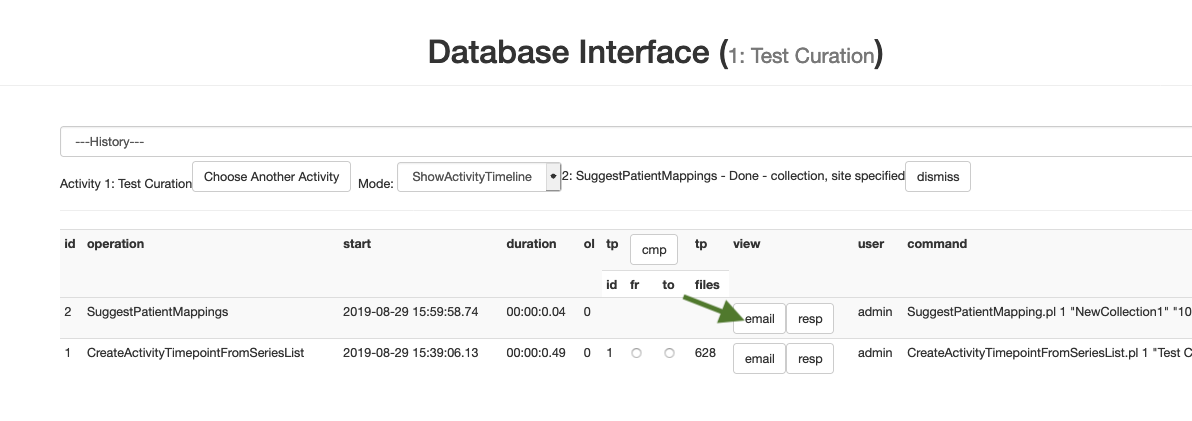 Database Interface (1: Test Curation)
---History---
Activity 1: Test Curation Choose Another Activity Mode: ShowActivityTimeline 2: SuggestPatientMappings - Done - collection, site specified dismiss
id operation start duration ol tp cmp tp view user command
id fr to files
2 SuggestPatientMappings 2019-08-29 15:59:58.74 00:00:0.04 0 email resp admin SuggestPatientMapping.pl 1 "NewCollection1" "10
1 CreateActivityTimepointFromSeriesList 2019-08-29 15:39:06.13 00:00:0.49 0 1 628 email resp admin CreateActivityTimepointFromSeriesList.pl 1 "Test C